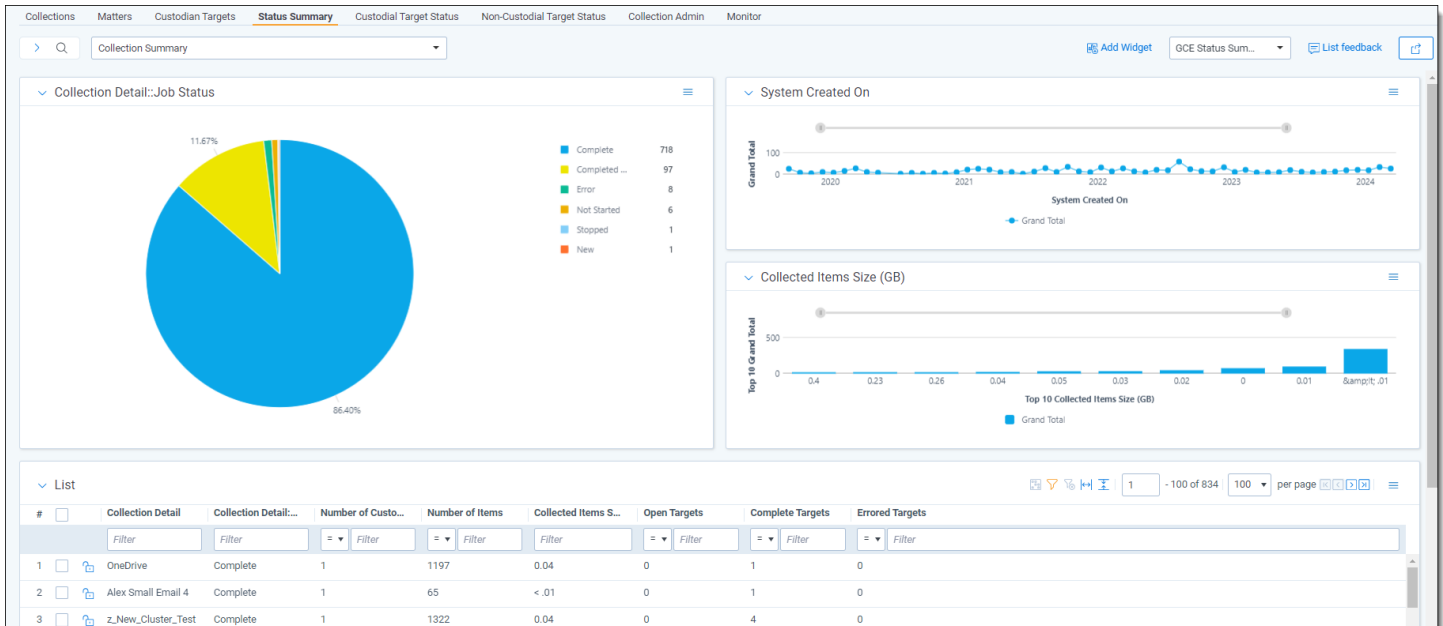 Collections Matters Custodian Targets Status Summary Custodial Target Status Non-Custodial Target Status Collection Admin Monitor
Collection Summary Add Widget GCE Status Sum... List feedback
Collection Detail::Job Status
11.67%
86.40%
Complete 718
Completed ... 97
Error 8
Not Started 6
Stopped 1
New 1
System Created On
Grand Total
100
0
2020 2021 2022 2023 2024
System Created On
Grand Total
Collected Items Size (GB)
Top 10 Grand Total
500
0
0.4 0.23 0.26 0.04 0.05 0.03 0.02 0 0.01 &amp;lt; .01
Top 10 Collected Items Size (GB)
Grand Total
List 1 - 100 of 834 100 per page
# Collection Detail Collection Detail:... Number of Custo... Number of Items Collected Items S... Open Targets Complete Targets Errored Targets
Filter Filter = Filter = Filter Filter = Filter = Filter = Filter
1 OneDrive Complete 1 1197 0.04 0 1 0
2 Alex Small Email 4 Complete 1 65 < .01 0 1 0
3 z_New_Cluster_Test Complete 1 1322 0.04 0 4 0